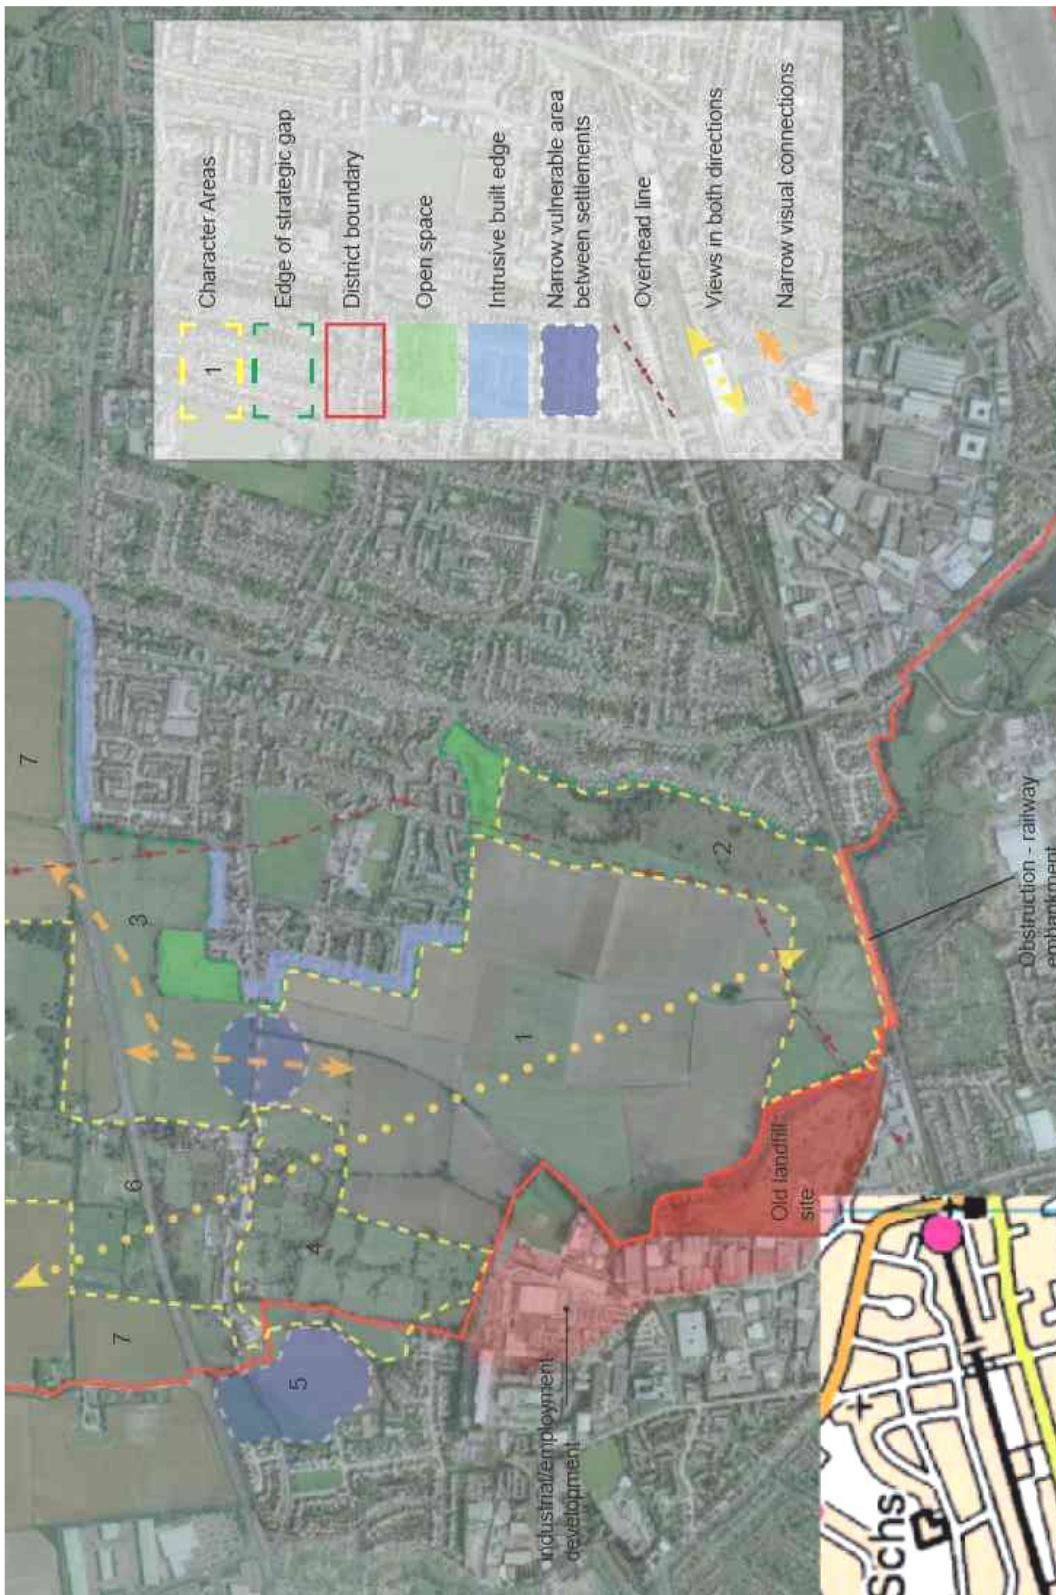 1
Character Areas
Edge of strategic gap
District boundary
Open space
Intrusive built edge
Narrow vulnerable area
between settlements
Overhead line
Views in both directions
Narrow visual connections
7
3
2
1
6
4
7
5
Obstruction - railway
embankment
Old landfill
site
industrial/employment
development
Schs